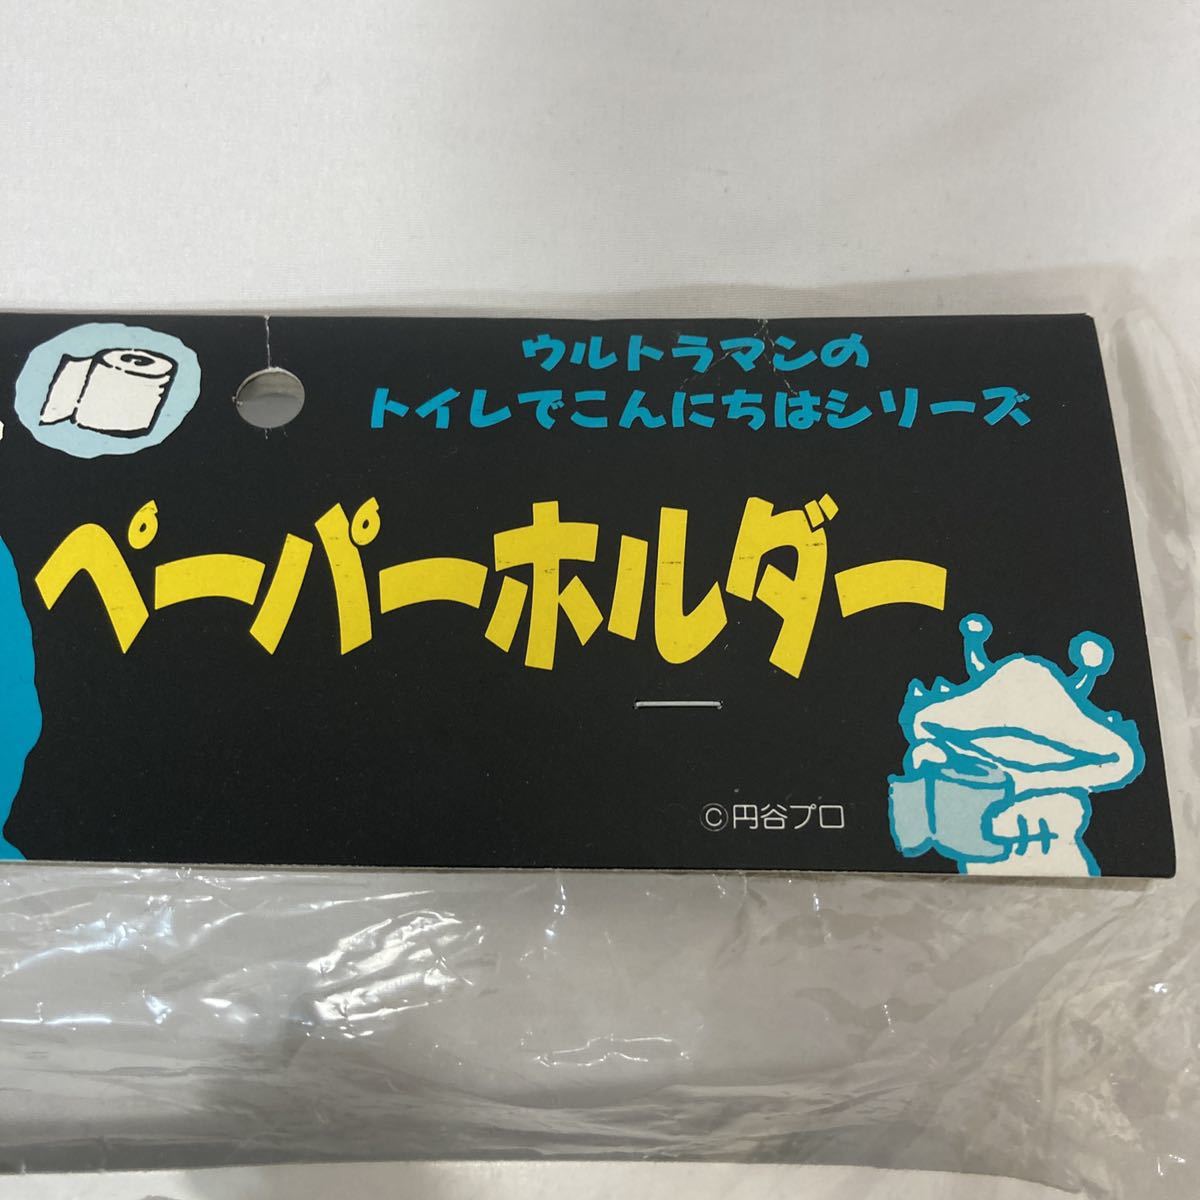 ウルトラマンの
トイレでこんにちはシリーズ
ペーパーホルダー
©円谷プロ